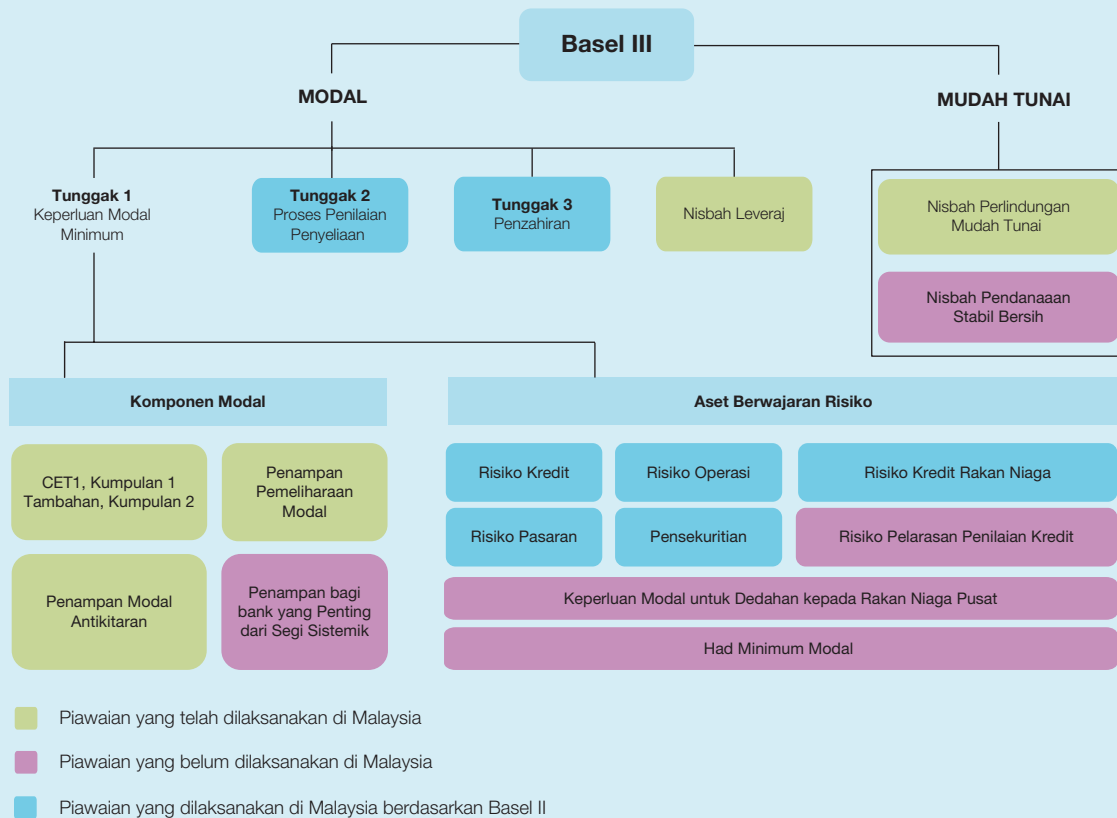 Basel III
MODAL
MUDAH TUNAI
Tunggak 1
Keperluan Modal
Minimum
Tunggak 2
Proses Penilaian
Penyeliaan
Tunggak 3
Penzahiran
Nisbah Leveraj
Nisbah Perlindungan
Mudah Tunai
Nisbah Pendanaaan
Stabil Bersih
Komponen Modal
CET1, Kumpulan 1
Tambahan, Kumpulan 2
Penampan
Pemeliharaan
Modal
Penampan Modal
Antikitaran
Penampan bagi
bank yang Penting
dari Segi Sistemik
Aset Berwajaran Risiko
Risiko Kredit
Risiko Operasi
Risiko Kredit Rakan Niaga
Risiko Pasaran
Pensekuritian
Risiko Pelarasan Penilaian Kredit
Keperluan Modal untuk Dedahan kepada Rakan Niaga Pusat
Had Minimum Modal
Piawaian yang telah dilaksanakan di Malaysia
Piawaian yang belum dilaksanakan di Malaysia
Piawaian yang dilaksanakan di Malaysia berdasarkan Basel II